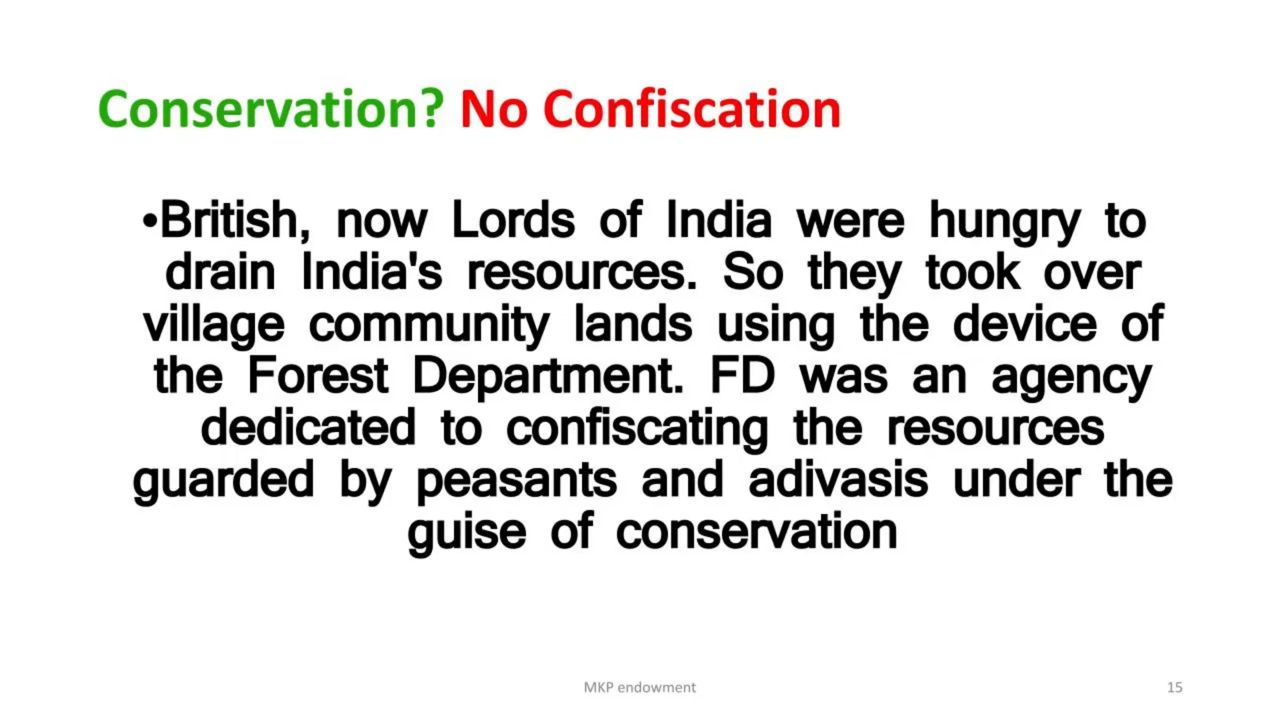 Conservation? No Confiscation
•British, now Lords of India were hungry to
drain India's resources. So they took over
village community lands using the device of
the Forest Department. FD was an agency
dedicated to confiscating the resources
guarded by peasants and adivasis under the
guise of conservation
MKP endowment
15